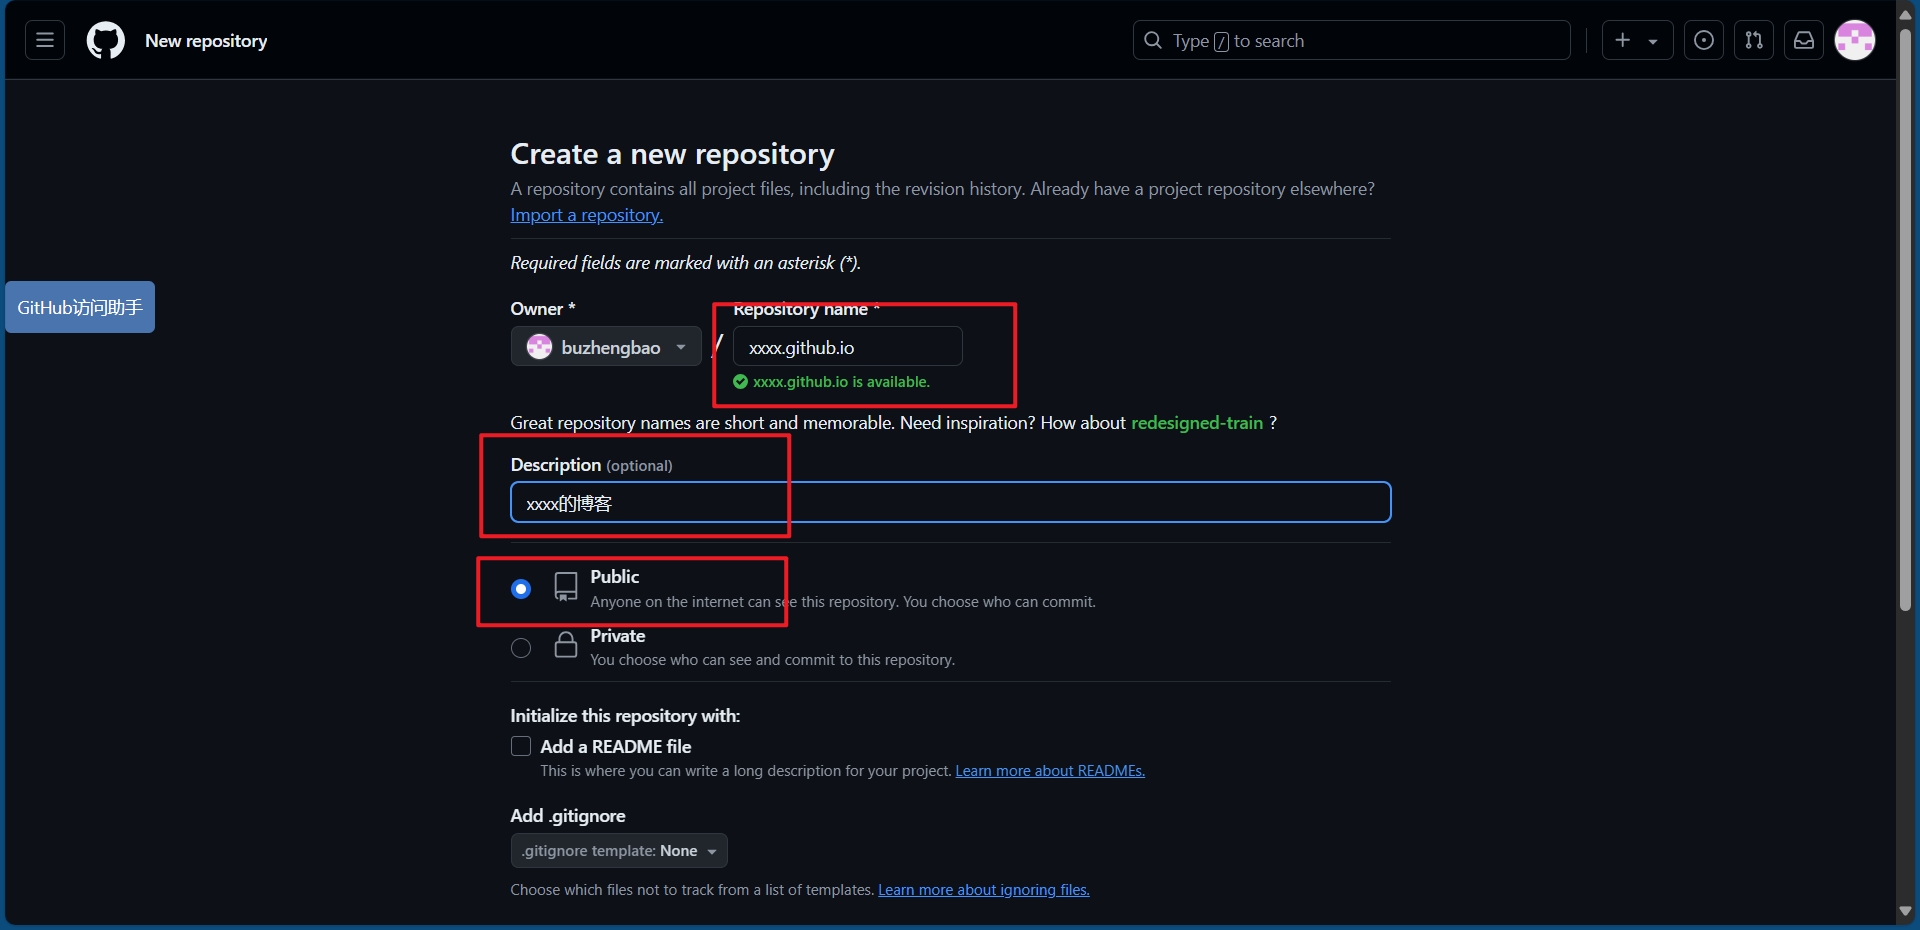 New repository
Type / to search
Create a new repository
A repository contains all project files, including the revision history. Already have a project repository elsewhere?
Import a repository.
Required fields are marked with an asterisk (*).
GitHub访问助手
Owner *
Repository name *
buzhengbao
/
xxxx.github.io
xxxx.github.io is available.
Great repository names are short and memorable. Need inspiration? How about redesigned-train ?
Description (optional)
xxxx的博客
Public
Anyone on the internet can see this repository. You choose who can commit.
Private
You choose who can see and commit to this repository.
Initialize this repository with:
Add a README file
This is where you can write a long description for your project. Learn more about READMEs.
Add .gitignore
.gitignore template: None
Choose which files not to track from a list of templates. Learn more about ignoring files.